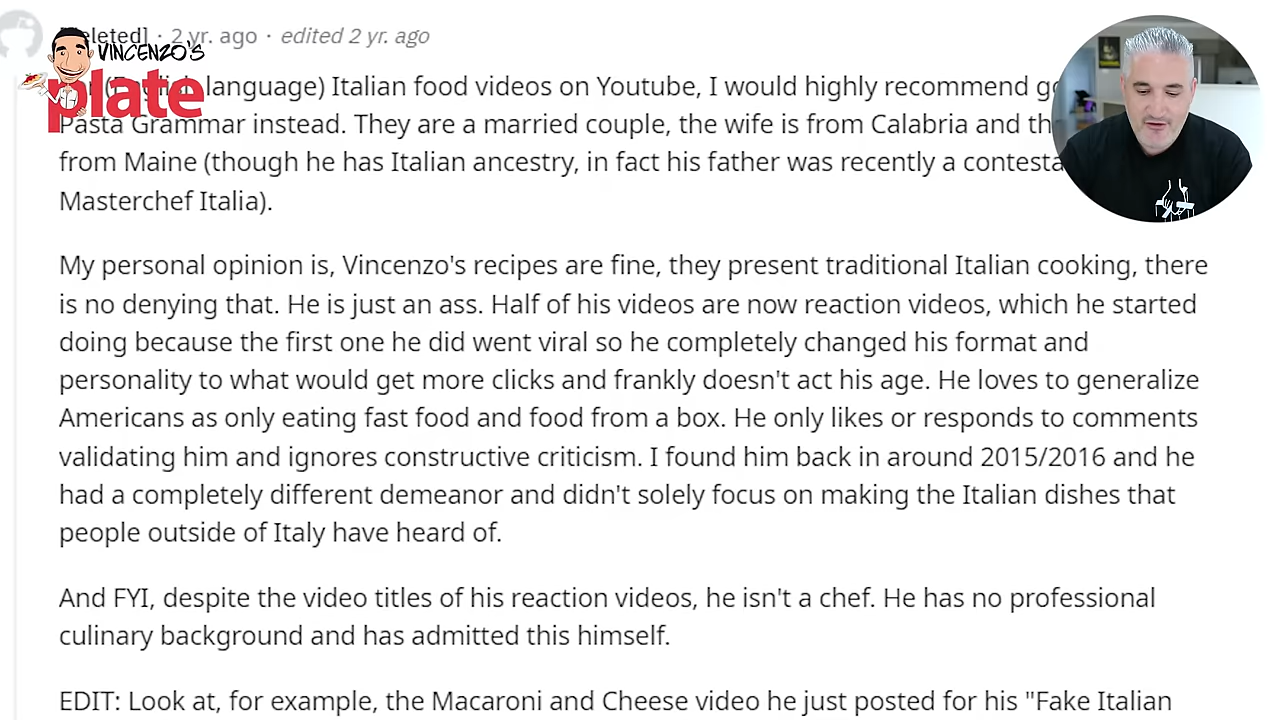 eleted] · 2 yr. ago · edited 2 yr. ago
VINCENZO'S
plate
language) Italian food videos on Youtube, I would highly recommend
Pasta Grammar instead. They are a married couple, the wife is from Calabria and
from Maine (though he has Italian ancestry, in fact his father was recently a
Masterchef Italia).
My personal opinion is, Vincenzo's recipes are fine, they present traditional Italian cooking, there
is no denying that. He is just an ass. Half of his videos are now reaction videos, which he started
doing because the first one he did went viral so he completely changed his format and
personality to what would get more clicks and frankly doesn't act his age. He loves to generalize
Americans as only eating fast food and food from a box. He only likes or responds to comments
validating him and ignores constructive criticism. I found him back in around 2015/2016 and he
had a completely different demeanor and didn't solely focus on making the Italian dishes that
people outside of Italy have heard of.
And FYI, despite the video titles of his reaction videos, he isn't a chef. He has no professional
culinary background and has admitted this himself.
EDIT: Look at, for example, the Macaroni and Cheese video he just posted for his "Fake Italian